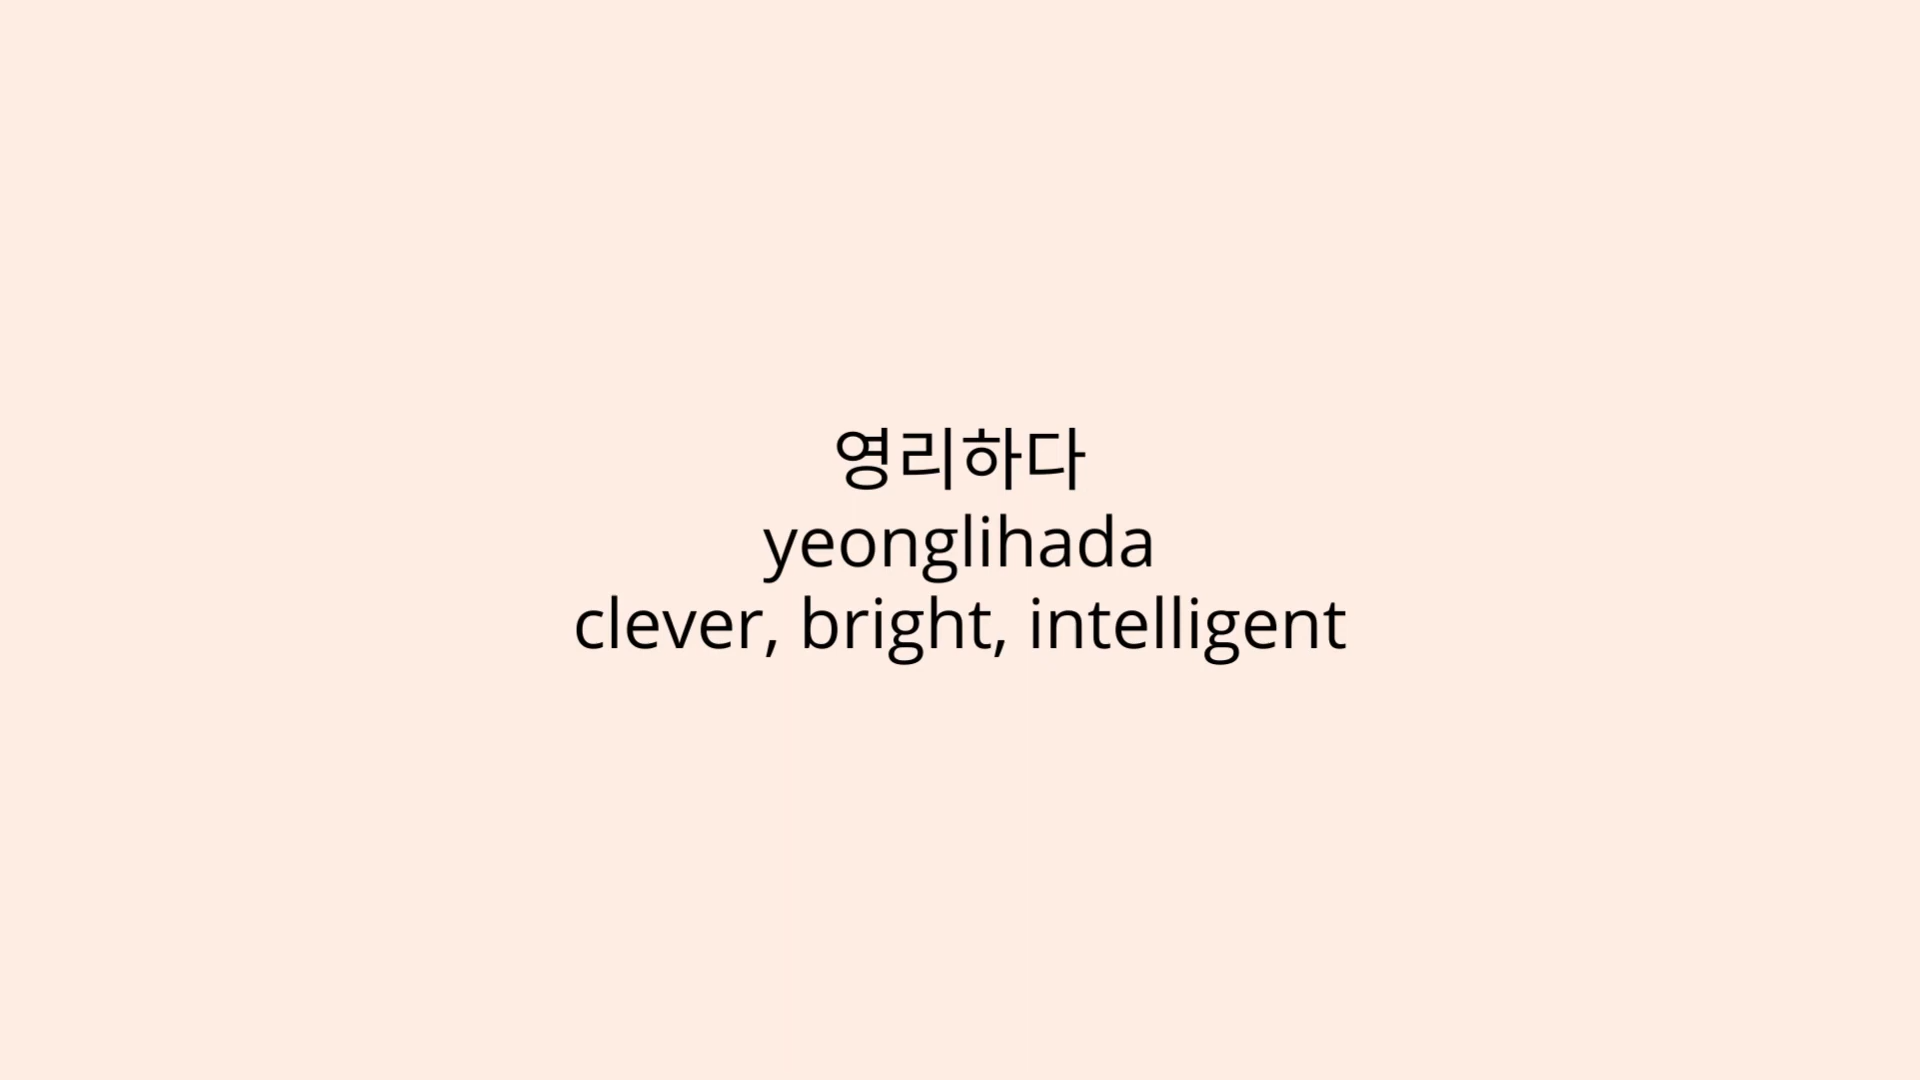 영리하다
yeonglihada
clever, bright, intelligent